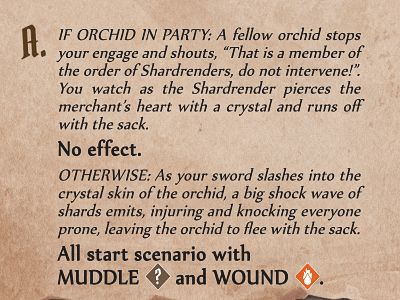 A. IF ORCHID IN PARTY: A fellow orchid stops
your engage and shouts, “That is a member of
the order of Shardrenders, do not intervene!”.
You watch as the Shardrender pierces the
merchant’s heart with a crystal and runs off
with the sack.
No effect.
OTHERWISE: As your sword slashes into the
crystal skin of the orchid, a big shock wave of
shards emits, injuring and knocking everyone
prone, leaving the orchid to flee with the sack.
All start scenario with
MUDDLE ? and WOUND .